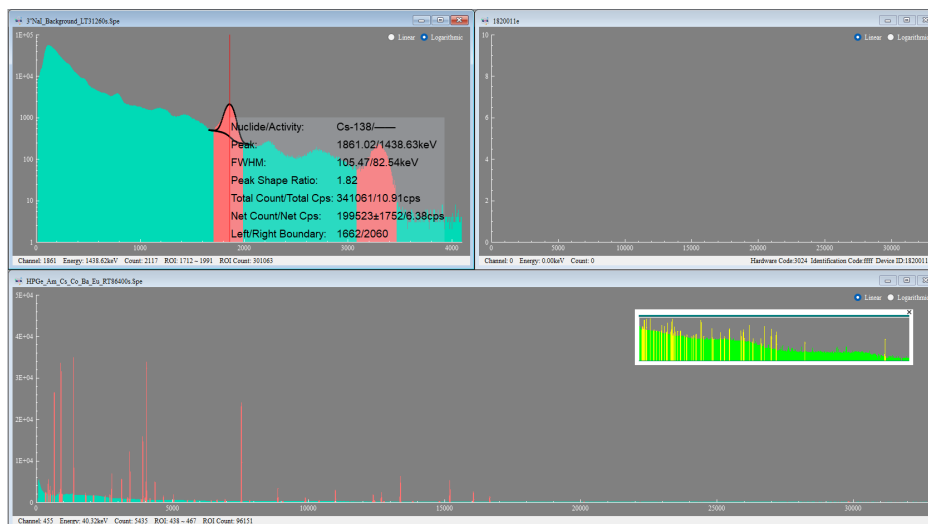 3"NaI_Background_LT31260s.Spe
1E+05
1E+04
1000
100
10
1
0
1000
2000
3000
4000
Linear
Logarithmic
Nuclide/Activity: Cs-138/——
Peak: 1861.02/1438.63keV
FWHM: 105.47/82.54keV
Peak Shape Ratio: 1.82
Total Count/Total Cps: 341061/10.91cps
Net Count/Net Cps: 199523±1752/6.38cps
Left/Right Boundary: 1662/2060
Channel: 1861 Energy: 1438.62keV Count: 2117 ROI: 1712 ~ 1991 ROI Count: 301063
1820011e
10
8
6
4
2
0
0
5000
10000
15000
20000
25000
30000
Linear
Logarithmic
Channel: 0 Energy: 0.00keV Count: 0
Hardware Code:3024 Identification Code:ffff Device ID:1820011
HPGe_Am_Cs_Co_Ba_Eu_RT86400s.Spe
5E+04
4E+04
3E+04
2E+04
1E+04
0
0
5000
10000
15000
20000
25000
30000
Linear
Logarithmic
Channel: 455 Energy: 40.32keV Count: 5435 ROI: 438 ~ 467 ROI Count: 96151